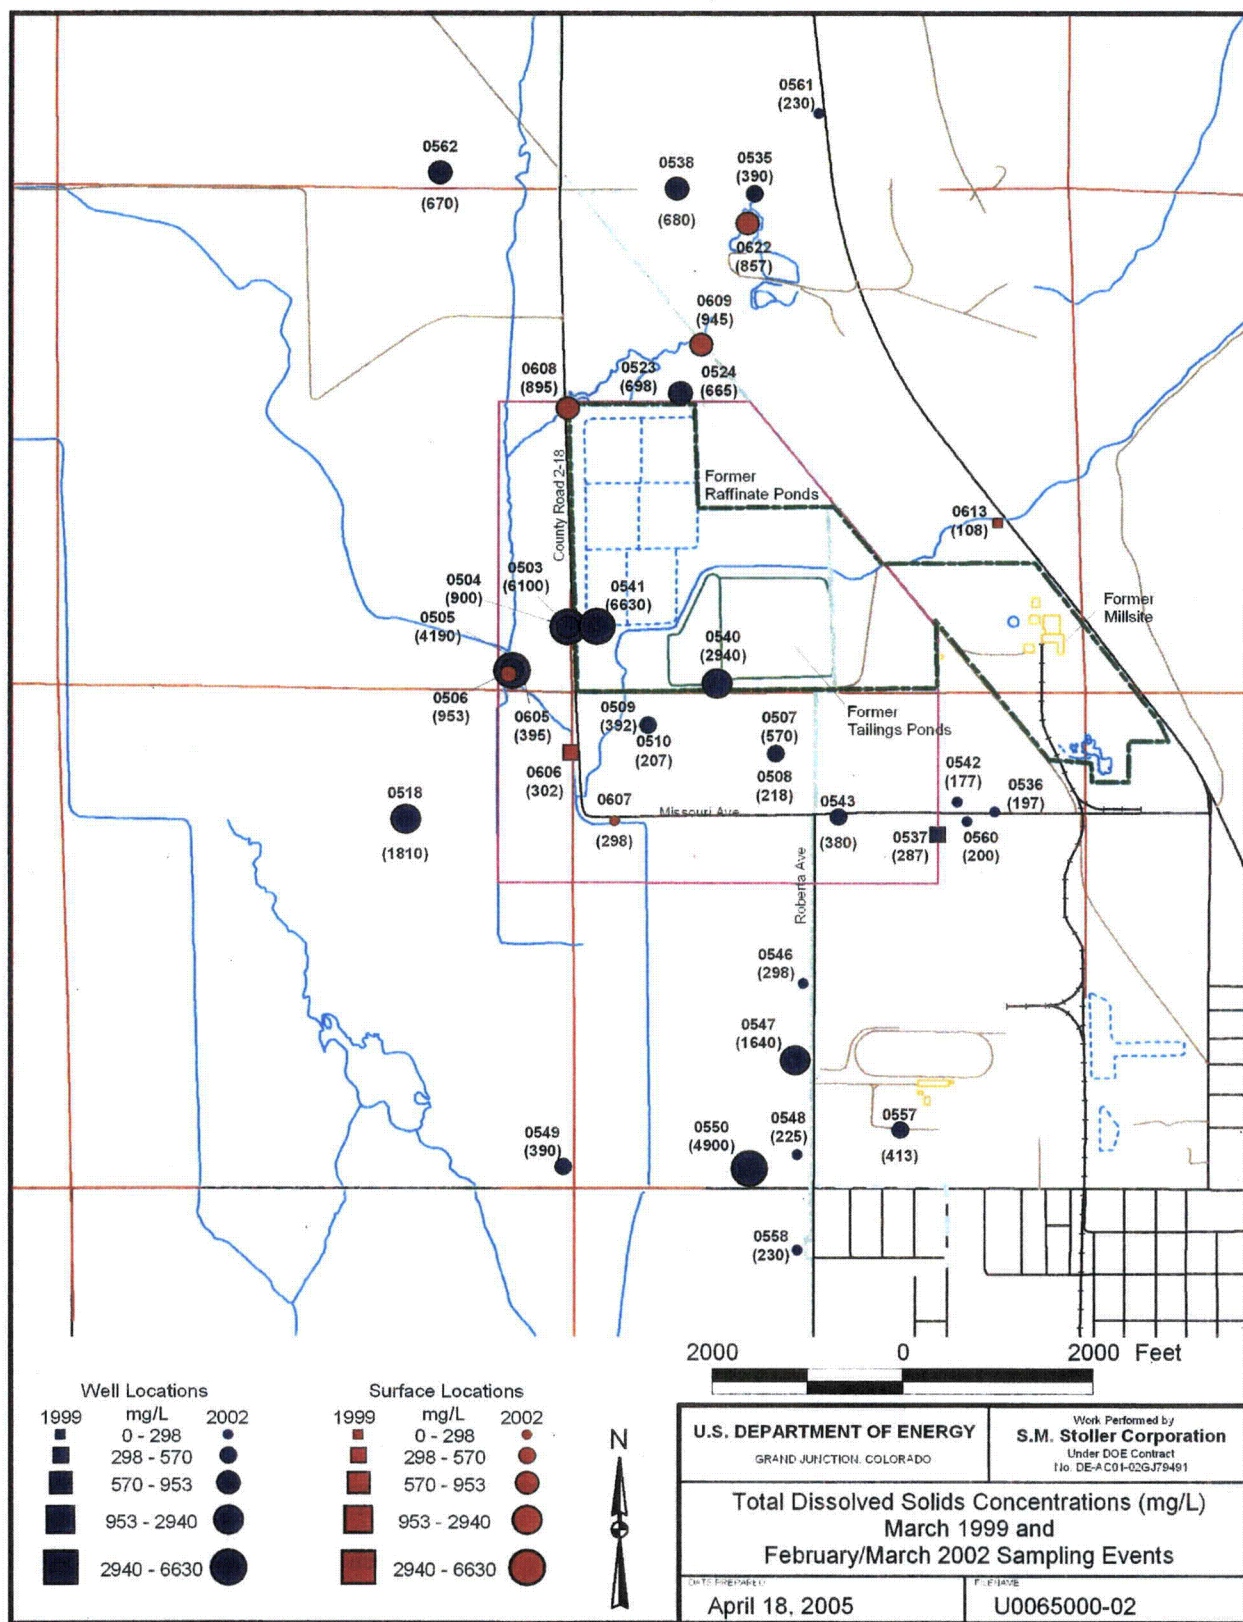 0561
(230)
0562
(670)
0538
(680)
0535
(390)
0622
(857)
0609
(945)
0608
(895)
0523
(698)
0524
(665)
County Road 2-18
Former
Raffinate Ponds
0613
(108)
0504
(900)
0503
(6100)
0505
(4190)
0541
(6630)
0540
(2940)
Former
Millsite
0506
(953)
0605
(395)
0509
(392)
0510
(207)
0507
(570)
0508
(218)
Former
Tailings Ponds
0606
(302)
0607
(298)
0518
(1810)
Missouri Ave
0543
(380)
0542
(177)
0536
(197)
0537
(287)
0560
(200)
Roberta Ave
0546
(298)
0547
(1640)
0548
(225)
0550
(4900)
0557
(413)
0549
(390)
0558
(230)
2000 0 2000 Feet
Well Locations
1999 mg/L 2002
0 - 298
298 - 570
570 - 953
953 - 2940
2940 - 6630
Surface Locations
1999 mg/L 2002
0 - 298
298 - 570
570 - 953
953 - 2940
2940 - 6630
N
U.S. DEPARTMENT OF ENERGY
GRAND JUNCTION, COLORADO
Work Performed by
S.M. Stoller Corporation
Under DOE Contract
No. DE-AC01-02GJ79491
Total Dissolved Solids Concentrations (mg/L)
March 1999 and
February/March 2002 Sampling Events
DATE PREPARED:
April 18, 2005
FILENAME
U0065000-02